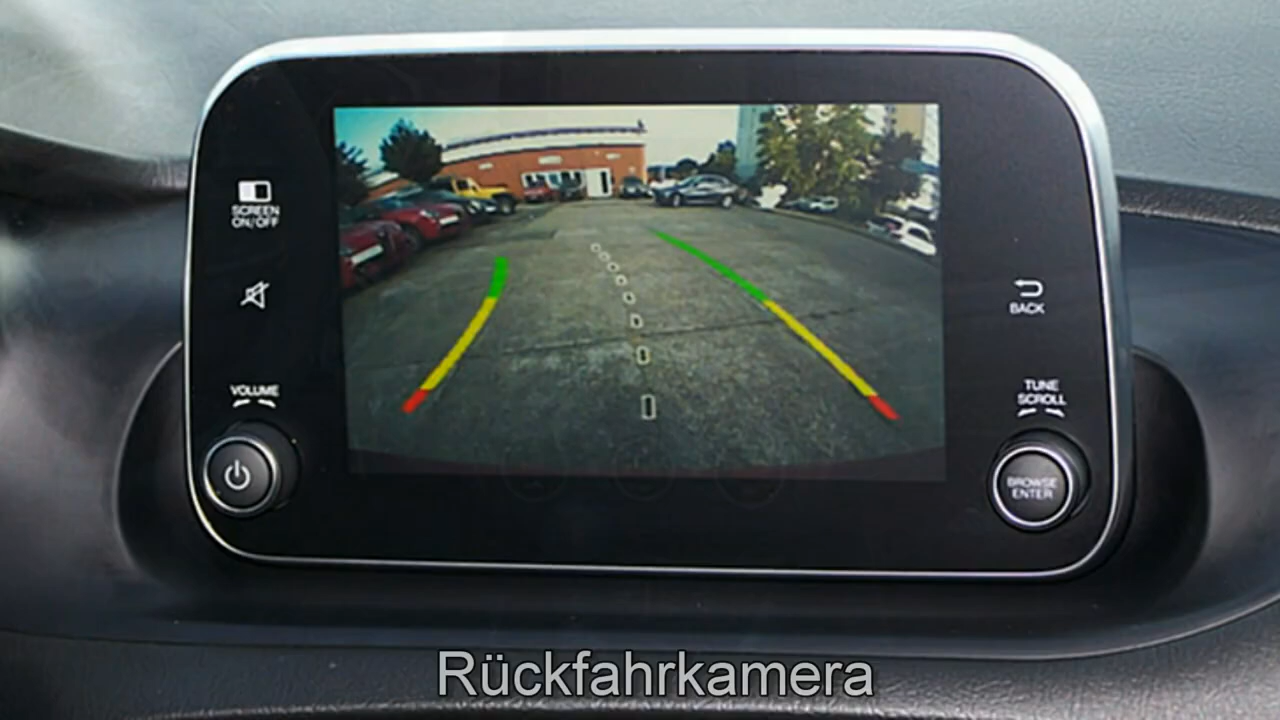 SCREEN
ON/OFF
VOLUME
BACK
TUNE
SCROLL
BROWSE
ENTER
Rückfahrkamera